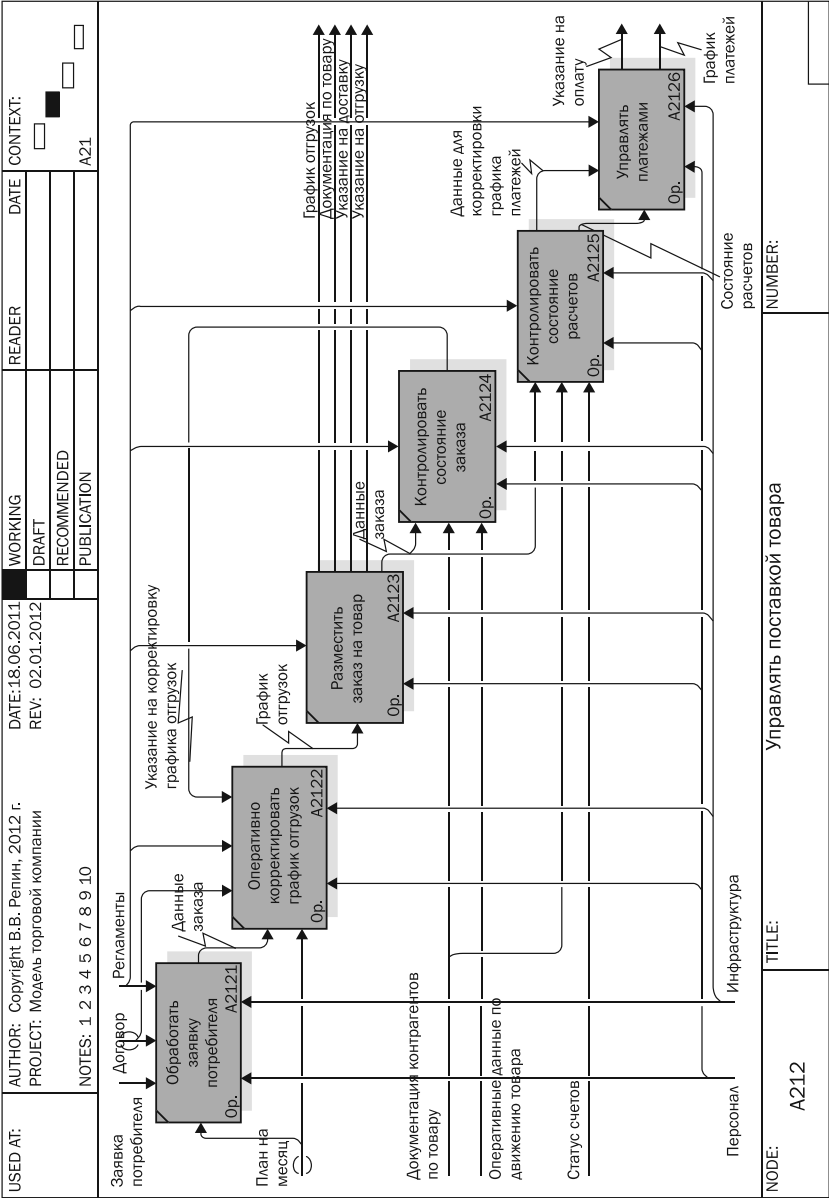 USED AT:
AUTHOR: Copyright В.В. Репин, 2012 г.
PROJECT: Модель торговой компании
NOTES: 1 2 3 4 5 6 7 8 9 10
DATE:18.06.2011
REV: 02.01.2012
WORKING
DRAFT
RECOMMENDED
PUBLICATION
READER
DATE
CONTEXT:
A21
Заявка
потребителя
Договор
Регламенты
Обработать
заявку
потребителя
0р.
A2121
Данные
заказа
План на
месяц
Оперативно
корректировать
график отгрузок
0р.
A2122
Указание на корректировку
графика отгрузок
График
отгрузок
Разместить
заказ на товар
0р.
A2123
Данные
заказа
График отгрузок
Документация по товару
Указание на доставку
Указание на отгрузку
Контролировать
состояние
заказа
0р.
A2124
Контролировать
состояние
расчетов
0р.
A2125
Данные для
корректировки
графика
платежей
Состояние
расчетов
Управлять
платежами
0р.
A2126
Указание на
оплату
График
платежей
Документация контрагентов
по товару
Оперативные данные по
движению товара
Статус счетов
Персонал
Инфраструктура
NODE:
A212
TITLE:
Управлять поставкой товара
NUMBER: